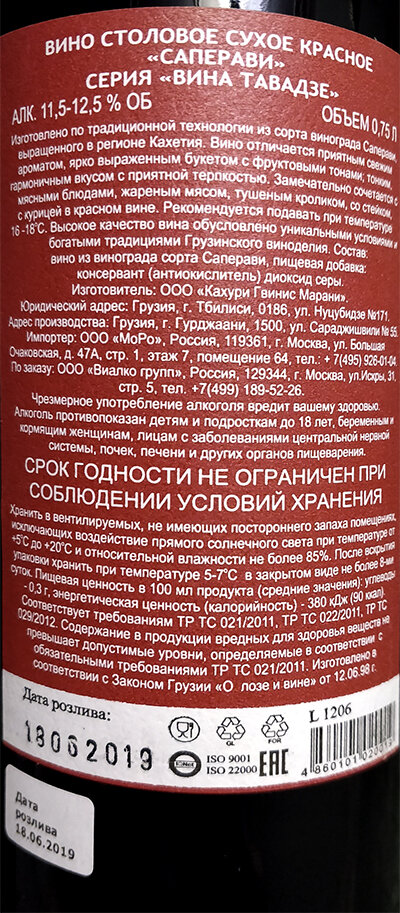 ВИНО СТОЛОВОЕ СУХОЕ КРАСНОЕ
«САПЕРАВИ»
СЕРИЯ «ВИНА ТАВАДЗЕ»
АЛК. 11,5-12,5 % ОБ ОБЪЕМ 0,75 Л
Изготовлено по традиционной технологии из сорта винограда Саперави,
выращенного в регионе Кахетия. Вино отличается приятным свежим
ароматом, ярко выраженным букетом с фруктовыми тонами; тонким,
гармоничным вкусом с приятной терпкостью. Замечательно сочетается с
мясными блюдами, жареным мясом, тушеным кроликом, со стейком,
с курицей в красном вине. Рекомендуется подавать при температуре
16 -18°С. Высокое качество вина обусловлено уникальными условиями и
богатыми традициями Грузинского виноделия. Состав:
вино из винограда сорта Саперави, пищевая добавка:
консервант (антиокислитель) диоксид серы.
Изготовитель: ООО «Кахури Гвинис Марани».
Юридический адрес: Грузия, г. Тбилиси, 0186, ул. Нуцубидзе №171.
Адрес производства: Грузия, г. Гурджаани, 1500, ул. Сараджишвили № 55.
Импортер: ООО «МоРо», Россия, 119361, г. Москва, ул. Большая
Очаковская, д. 47А, стр. 1, этаж 7, помещение 64, тел.: + 7(495) 926-01-04
По заказу: ООО «Виалко групп», Россия, 129344, г. Москва, ул.Искры, 31,
стр. 5, тел. +7(499) 189-52-26.
Чрезмерное употребление алкоголя вредит вашему здоровью.
Алкоголь противопоказан детям и подросткам до 18 лет, беременным и
кормящим женщинам, лицам с заболеваниями центральной нервной
системы, почек, печени и других органов пищеварения.
СРОК ГОДНОСТИ НЕ ОГРАНИЧЕН ПРИ
СОБЛЮДЕНИИ УСЛОВИЙ ХРАНЕНИЯ
Хранить в вентилируемых, не имеющих постороннего запаха помещениях,
исключающих воздействие прямого солнечного света при температуре от
+5°С до +20°С и относительной влажности не более 85%. После вскрытия
упаковки хранить при температуре 5-7°С в закрытом виде не более 8-ми
суток. Пищевая ценность в 100 мл продукта (средние значения): углеводы
- 0,3 г, энергетическая ценность (калорийность) - 380 кДж (90 ккал).
Соответствует требованиям ТР ТС 021/2011, ТР ТС 022/2011, ТР ТС
029/2012. Содержание в продукции вредных для здоровья веществ не
превышает допустимые уровни, определяемые в соответствии с
обязательными требованиями ТР ТС 021/2011. Изготовлено в
соответствии с Законом Грузии «О лозе и вине» от 12.06.98 г.
Дата розлива:
18062019
GL
FOR
ISO 9001
ISO 22000
EAC
L 1206
Дата
розлива
18.06.2019